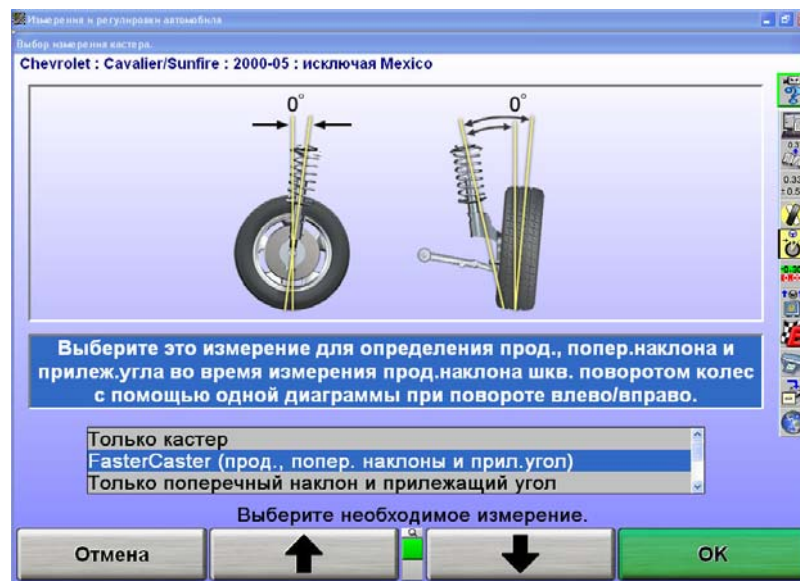 Измерения и регулировки автомобиля
Выбор измерения кастера.
Chevrolet : Cavalier/Sunfire : 2000-05 : исключая Mexico
0° 0°
Выберите это измерение для определения прод., попер.наклона и
прилеж.угла во время измерения прод.наклона шкв. поворотом колес
с помощью одной диаграммы при повороте влево/вправо.
Только кастер
FasterCaster (прод., попер. наклоны и прил.угол)
Только поперечный наклон и прилежащий угол
Выберите необходимое измерение.
Отмена
OK